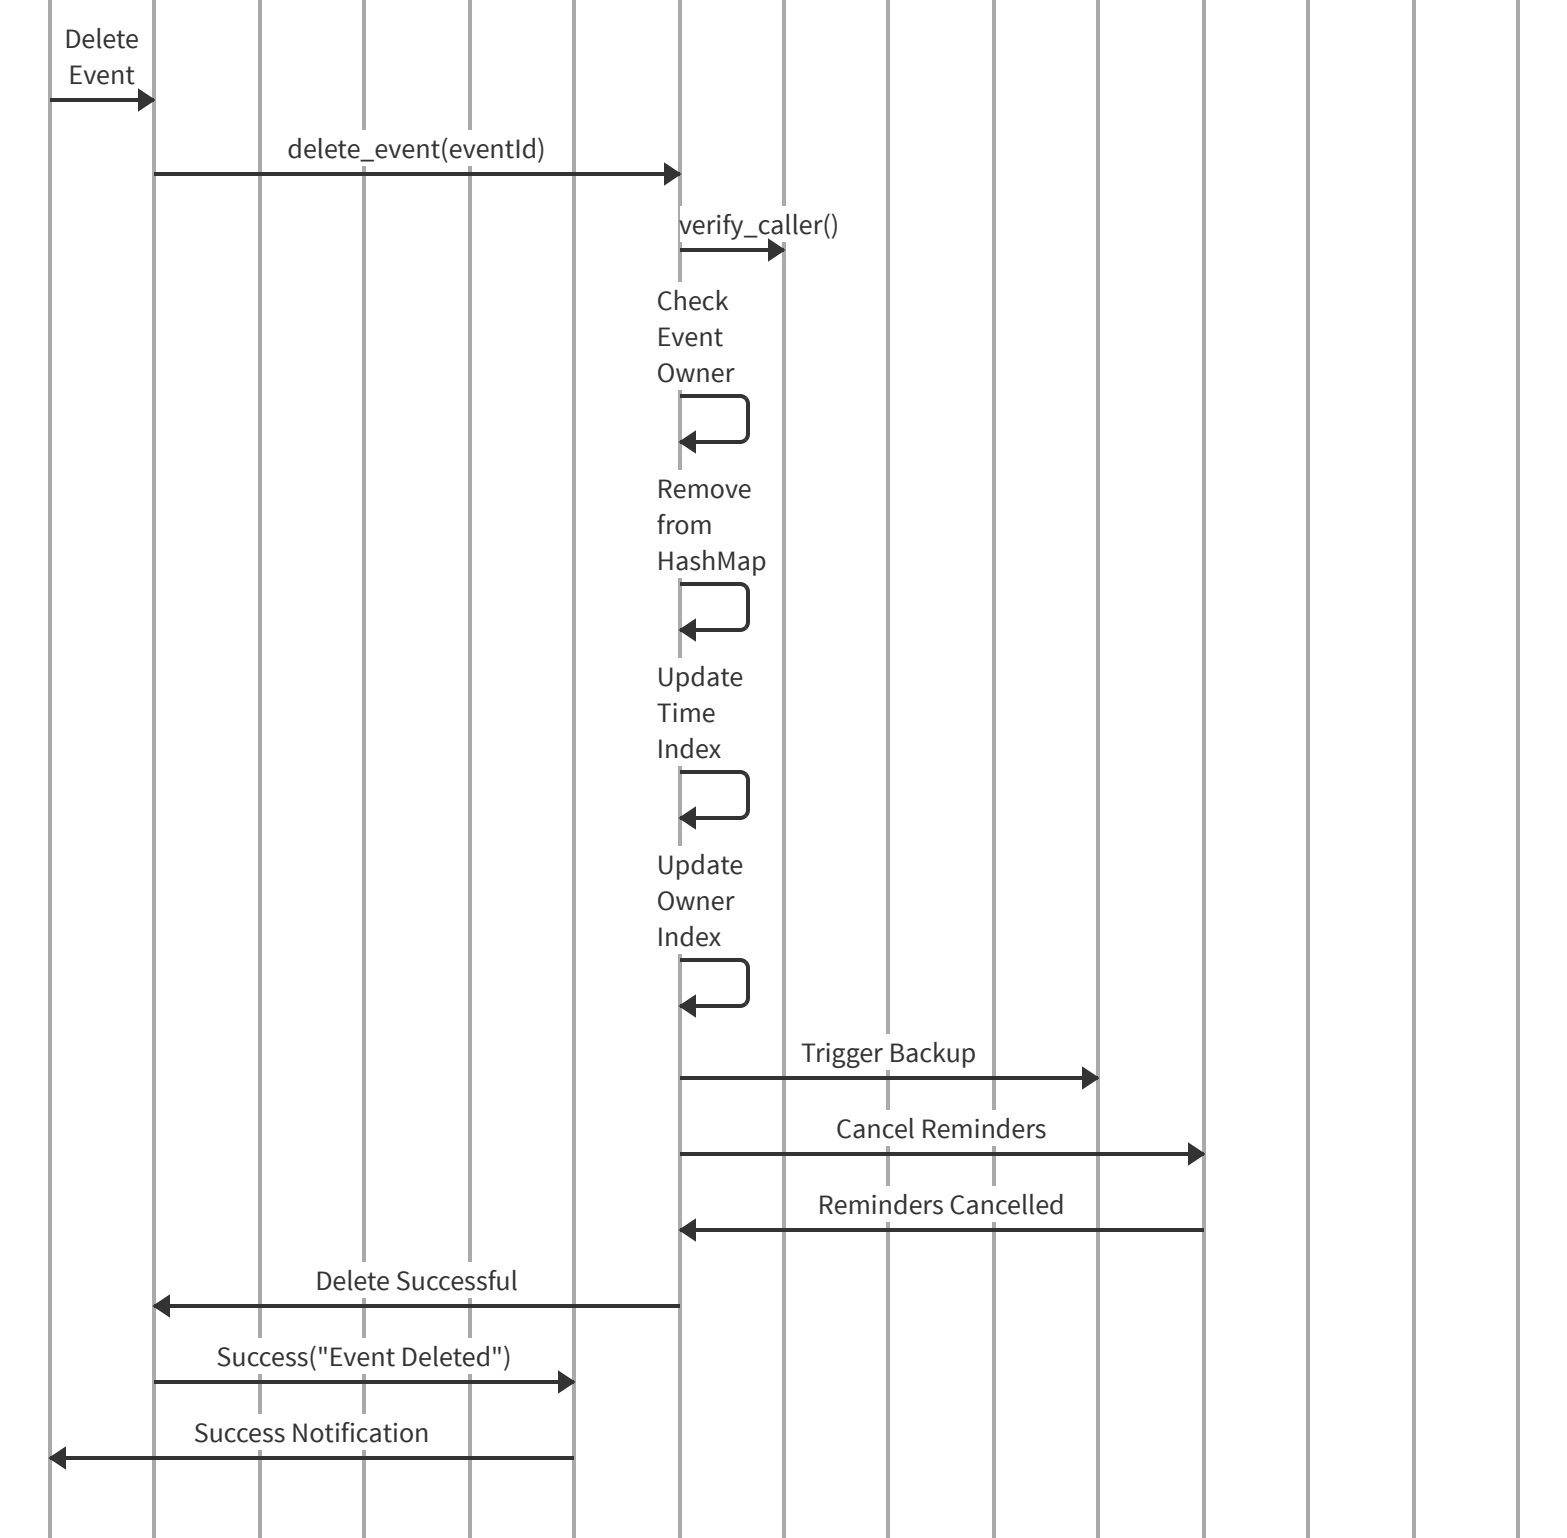 Delete
Event
delete_event(eventId)
verify_caller()
Check
Event
Owner
Remove
from
HashMap
Update
Time
Index
Update
Owner
Index
Trigger Backup
Cancel Reminders
Reminders Cancelled
Delete Successful
Success("Event Deleted")
Success Notification